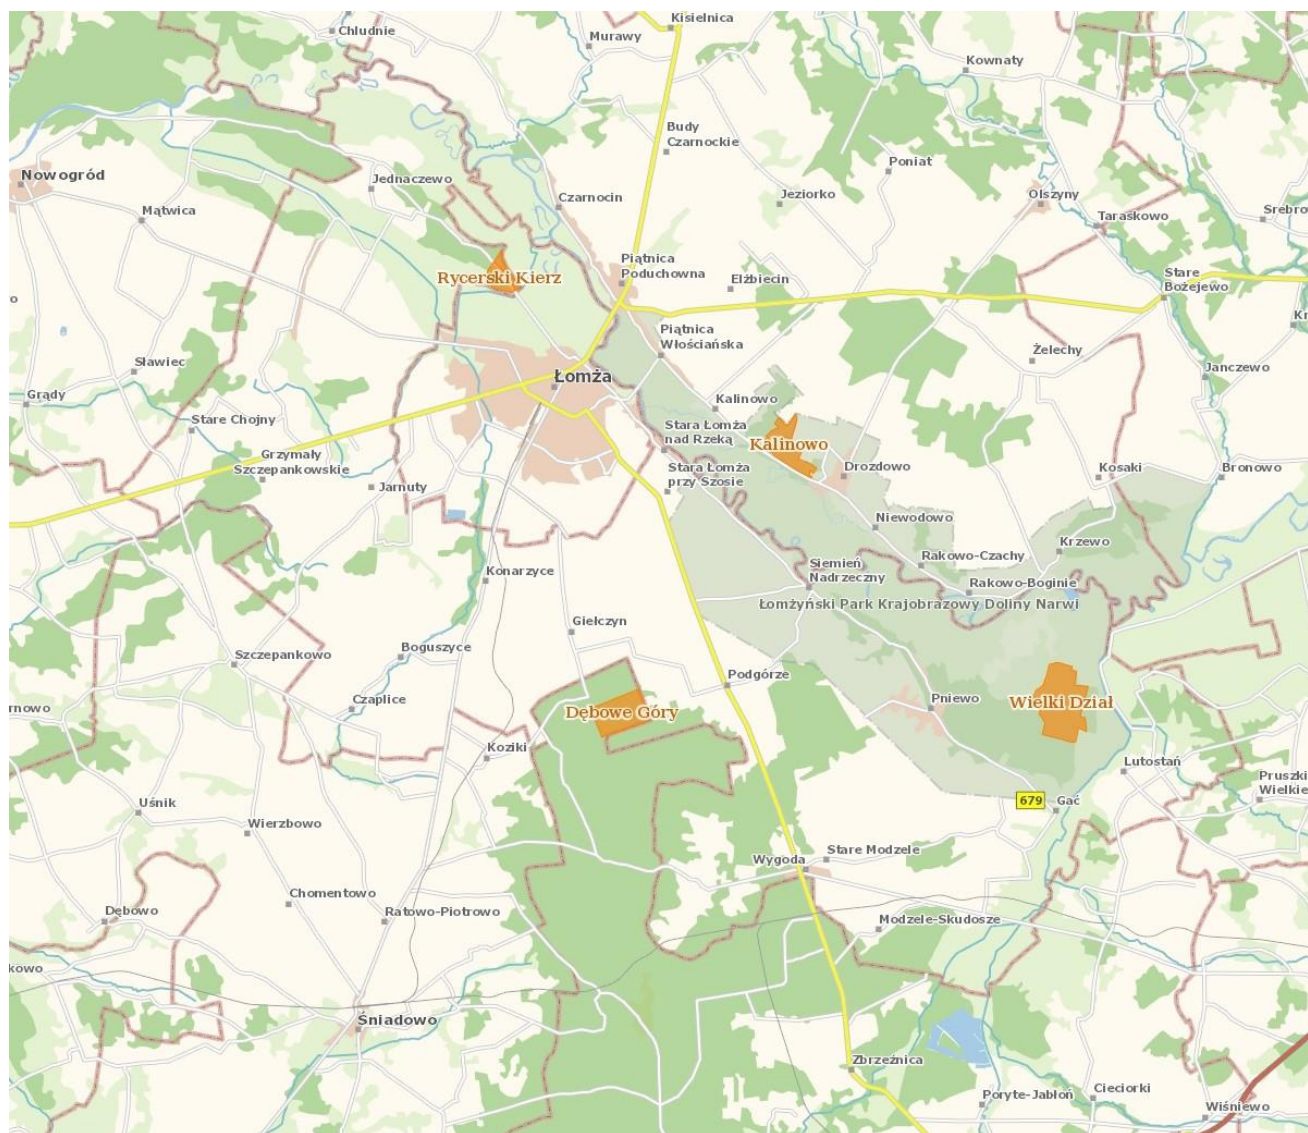 Kisielnica
Chludnie
Murawy
Kownaty
Budy
Czarnockie
Poniat
Nowogród
Jednaczewo
Czarnocin
Jeziorko
Olszyny
Mątwica
Taraskowo
Srebro
Piątnica
Poduchowna
Rycerski Kierz
Elżbiecin
Stare
Bożejewo
o
Kr
Piątnica
Włościańska
Żelechy
Sławiec
Łomża
Janczewo
Grądy
Kalinowo
Stare Chojny
Stara Łomża
nad Rzeką
Kalinowo
Grzymały
Szczepankowskie
Stara Łomża
przy Szosie
Drozdowo
Kosaki
Bronowo
Jarnuty
Niewodowo
Krzewo
Rakowo-Czachy
Siemień
Nadrzeczny
Konarzyce
Rakowo-Boginie
Łomżyński Park Krajobrazowy Doliny Narwi
Giełczyn
Boguszyce
Szczepankowo
Podgórze
Czaplice
Pniewo
Wielki Dział
rnowo
Dębowe Góry
Koziki
Lutostań
Pruszki
Wielkie
Uśnik
679
Gać
Wierzbowo
Stare Modzele
Wygoda
Chomentowo
Dębowo
Ratowo-Piotrowo
Modzele-Skudosze
kowo
Śniadowo
Zbrzeźnica
Poryte-Jabłoń
Cieciorki
Wiśniewo